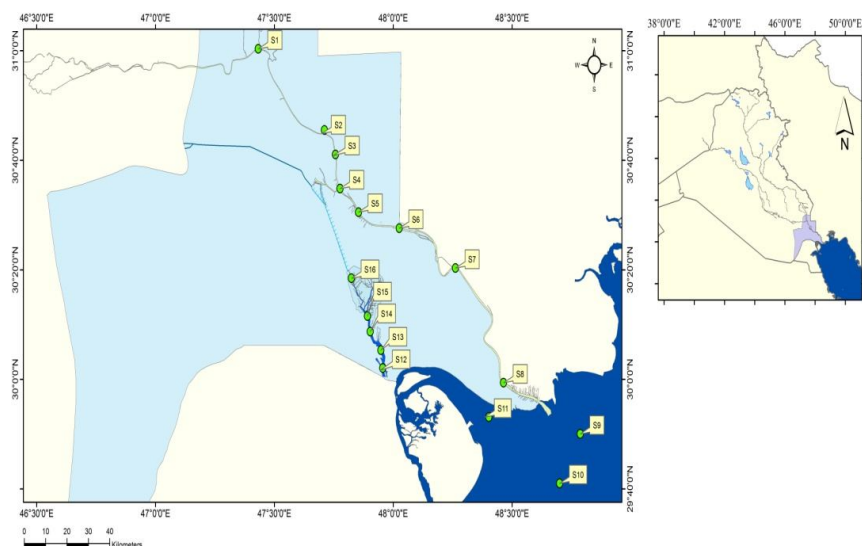 46°30'0"E 47°0'0"E 47°30'0"E 48°0'0"E 48°30'0"E
38°0'0"E 42°0'0"E 46°0'0"E 50°0'0"E
31°0'0"N
31°0'0"N
S1
N
W E
S
S2
S3
30°40'0"N
30°40'0"N
S4
S5
S6
N
S7
30°20'0"N
30°20'0"N
S16
S15
S14
S13
S12
30°0'0"N
30°0'0"N
S8
S11
S9
S10
29°40'0"N
29°40'0"N
46°30'0"E 47°0'0"E 47°30'0"E 48°0'0"E 48°30'0"E
0 10 20 30 40
Kilometers